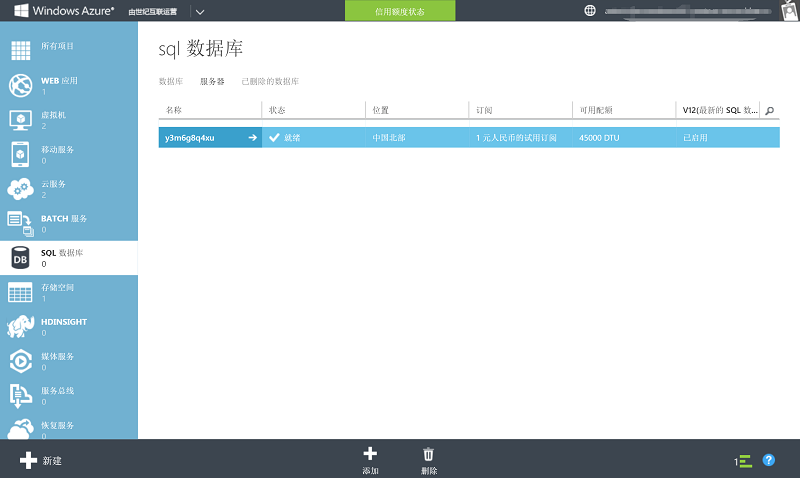 Windows Azure* 由世纪互联运营 信用额度状态
sql 数据库
数据库 服务器 已删除的数据库
名称 状态 位置 订阅 可用配额 V12(最新的 SQL 数...
y3m6g8q4xu 就绪 中国北部 1 元人民币的试用订阅 45000 DTU 已启用
所有项目
WEB 应用
1
虚拟机
2
移动服务
0
云服务
2
BATCH 服务
0
DB
SQL 数据库
0
存储空间
1
HDINSIGHT
0
媒体服务
0
服务总线
0
恢复服务
0
新建 添加 删除 1 ?